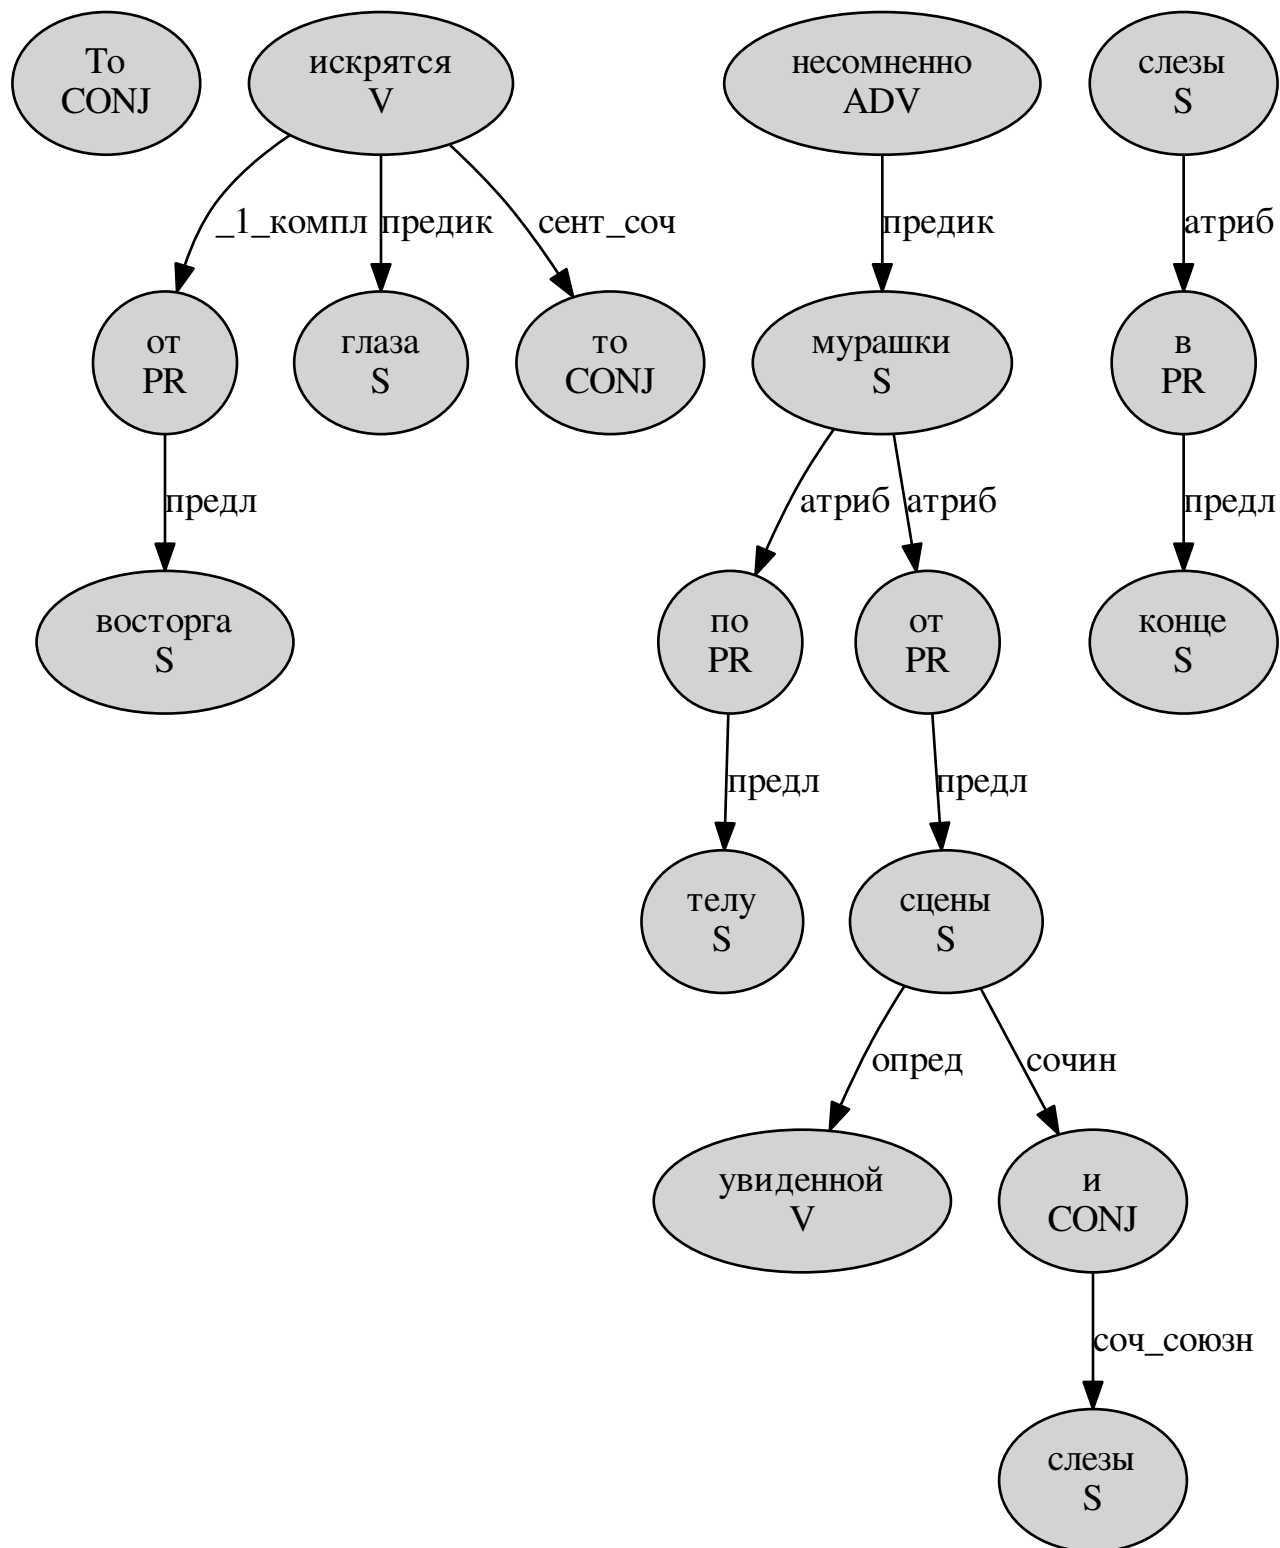 То
CONJ
искрятся
V
несомненно
ADV
слезы
S
_1_компл
предик
сент_соч
предик
атриб
от
PR
глаза
S
то
CONJ
мурашки
S
в
PR
предл
атриб
атриб
предл
восторга
S
по
PR
от
PR
конце
S
предл
предл
телу
S
сцены
S
опред
сочин
увиденной
V
и
CONJ
соч_союзн
слезы
S